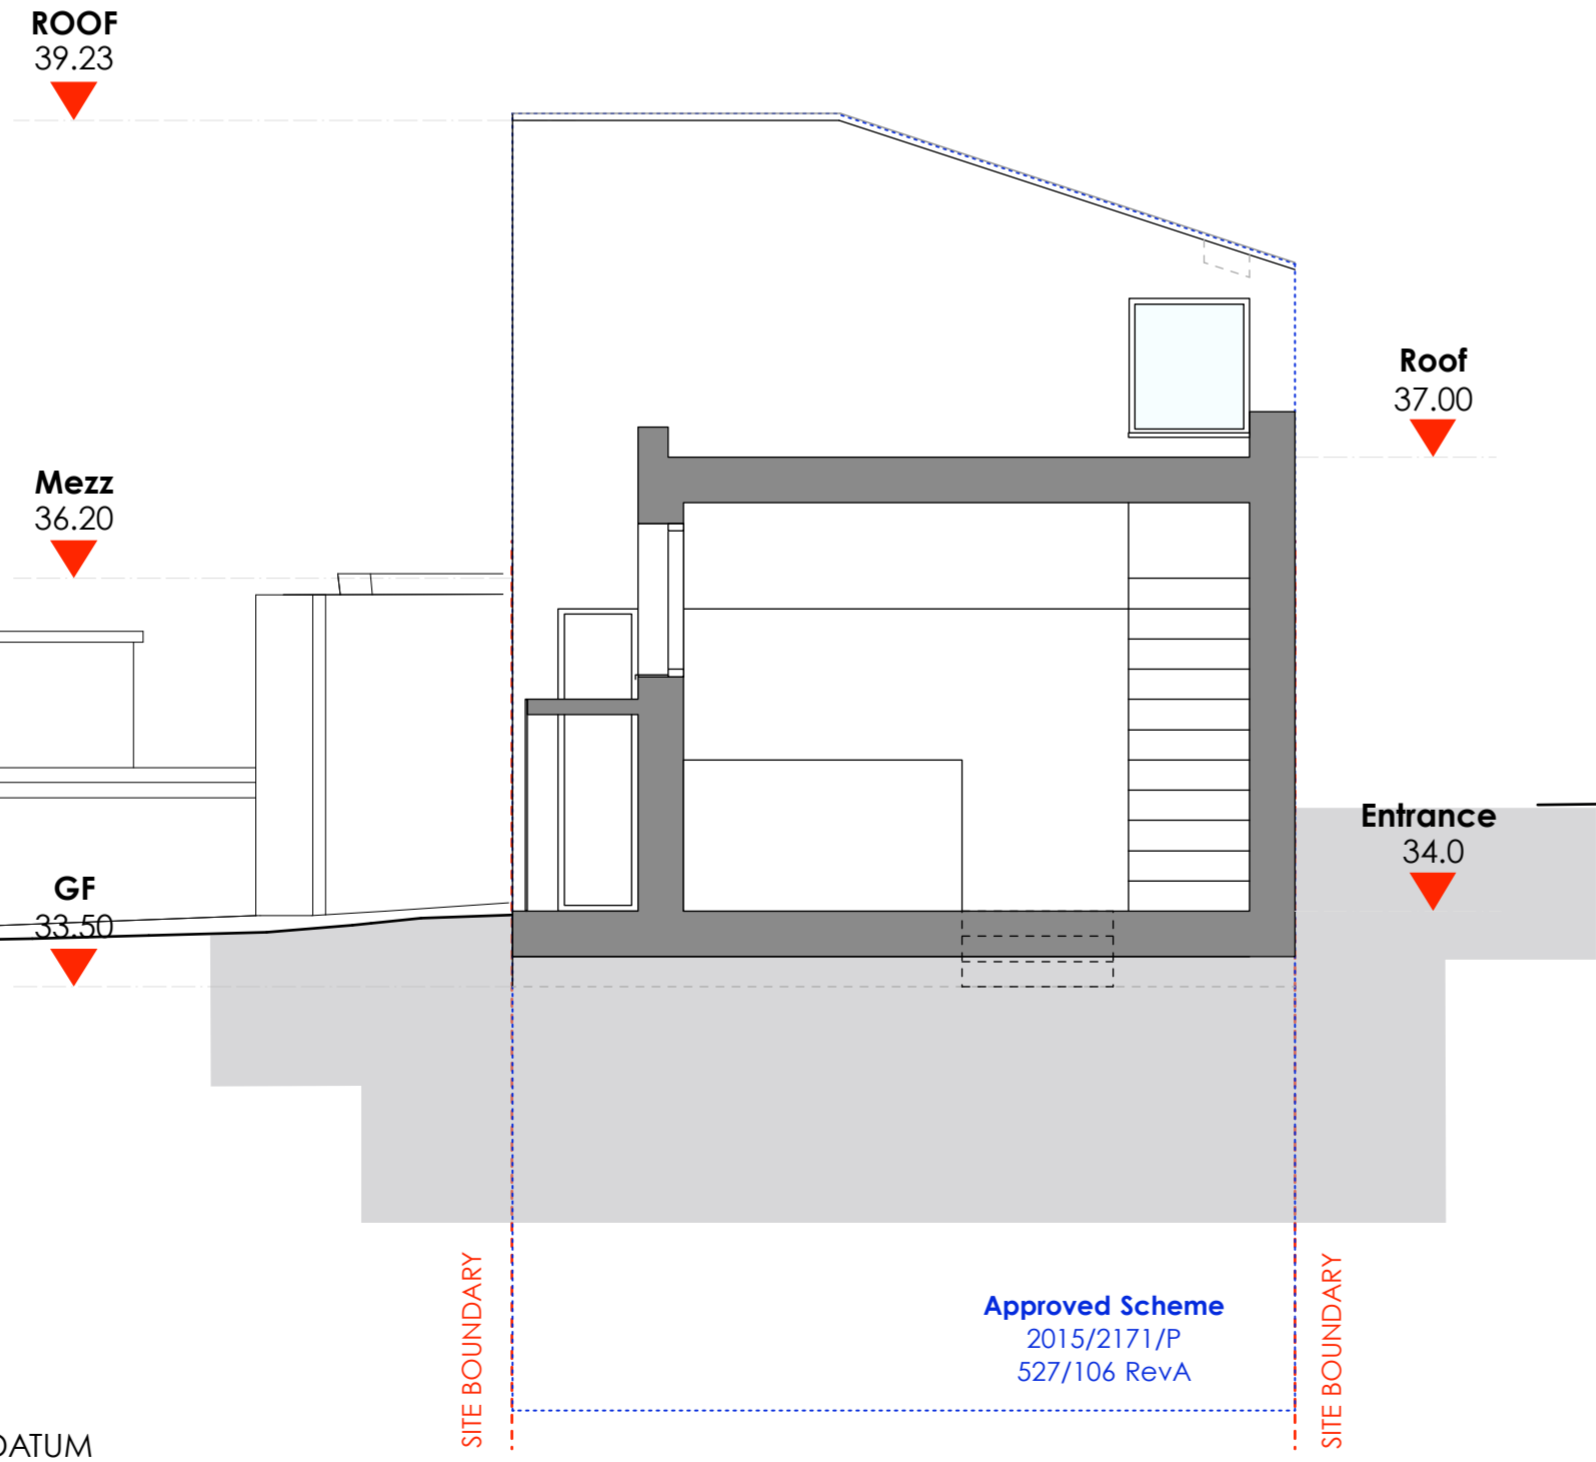 ROOF
39.23
Roof
37.00
Mezz
36.20
Entrance
34.0
GF
33.50
SITE BOUNDARY
SITE BOUNDARY
Approved Scheme
2015/2171/P
527/106 RevA
DATUM